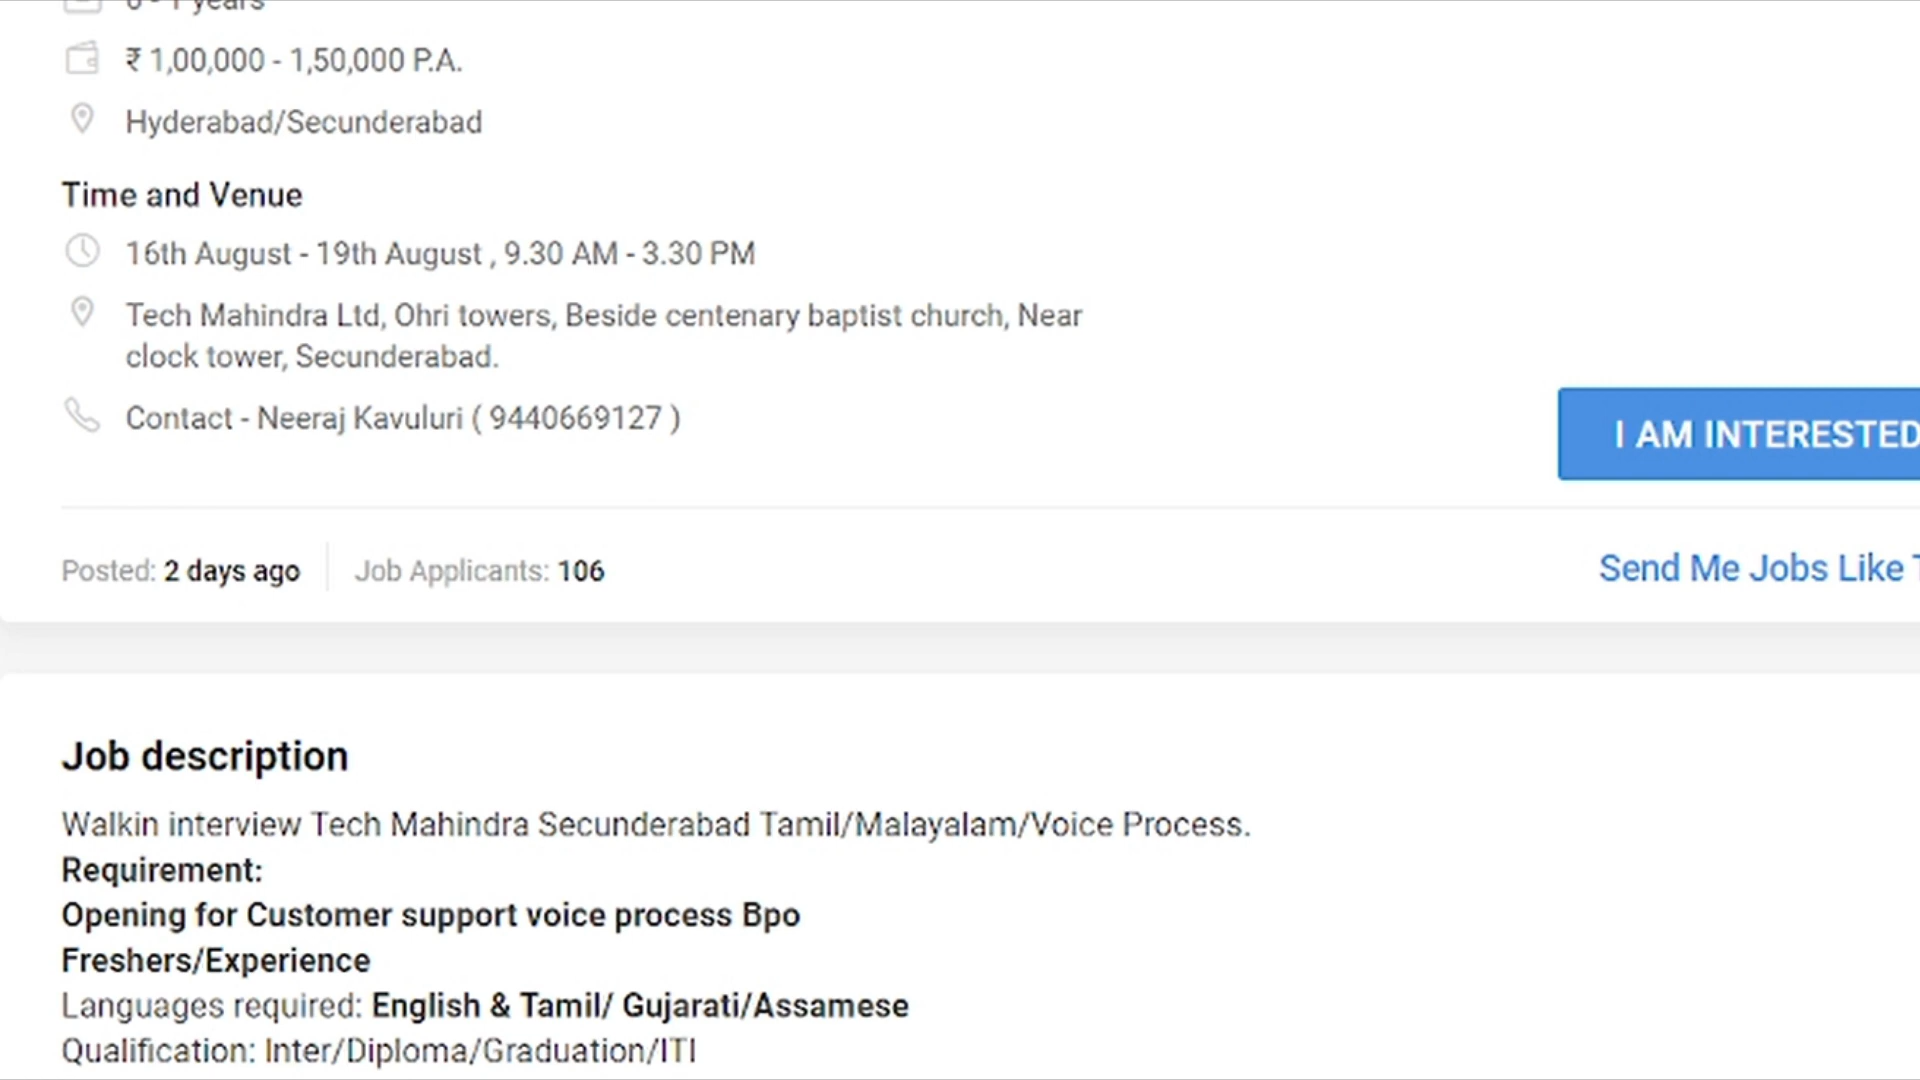 ₹ 1,00,000 - 1,50,000 P.A.
Hyderabad/Secunderabad
Time and Venue
16th August - 19th August , 9.30 AM - 3.30 PM
Tech Mahindra Ltd, Ohri towers, Beside centenary baptist church, Near
clock tower, Secunderabad.
Contact - Neeraj Kavuluri ( 9440669127 )
I AM INTERESTED
Posted: 2 days ago
Job Applicants: 106
Send Me Jobs Like
Job description
Walkin interview Tech Mahindra Secunderabad Tamil/Malayalam/Voice Process.
Requirement:
Opening for Customer support voice process Bpo
Freshers/Experience
Languages required: English & Tamil/ Gujarati/Assamese
Qualification: Inter/Diploma/Graduation/ITI